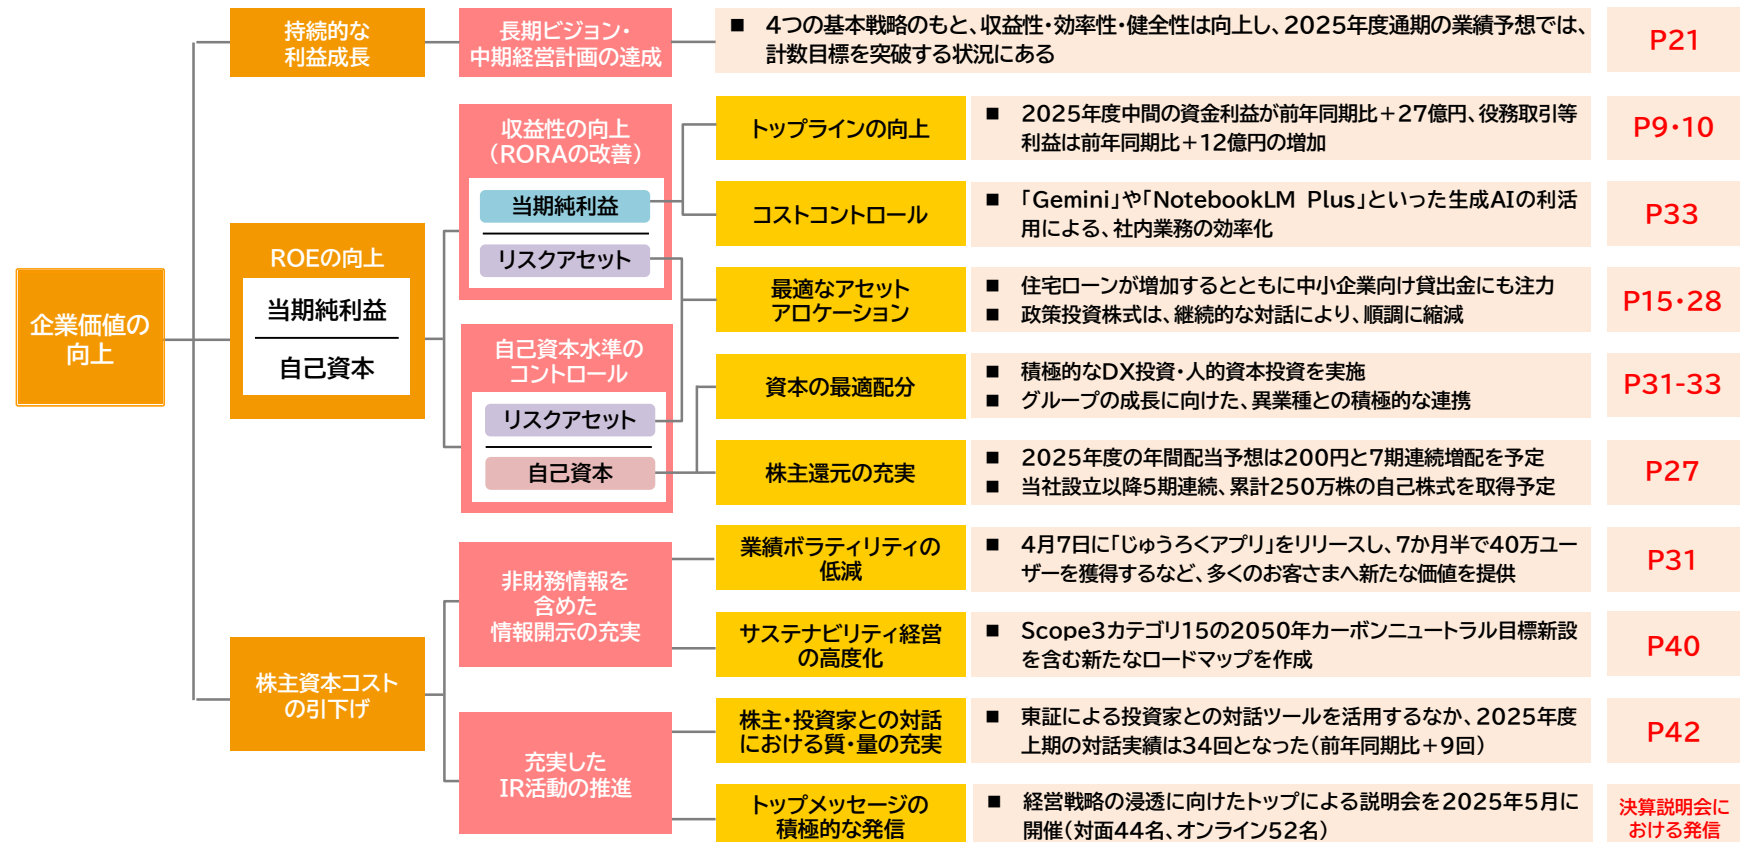 企業価値の
向上
持続的な
利益成長
長期ビジョン・
中期経営計画の達成
■ 4つの基本戦略のもと、収益性・効率性・健全性は向上し、2025年度通期の業績予想では、
計数目標を突破する状況にある
P21
ROEの向上
当期純利益
自己資本
収益性の向上
（RORAの改善）
当期純利益
リスクアセット
トップラインの向上
■ 2025年度中間の資金利益が前年同期比＋27億円、役務取引等
利益は前年同期比＋12億円の増加
P9・10
コストコントロール
■ 「Gemini」や「NotebookLM Plus」といった生成AIの利活
用による、社内業務の効率化
P33
最適なアセット
アロケーション
■ 住宅ローンが増加するとともに中小企業向け貸出金にも注力
■ 政策投資株式は、継続的な対話により、順調に縮減
P15・28
自己資本水準の
コントロール
リスクアセット
自己資本
資本の最適配分
■ 積極的なDX投資・人的資本投資を実施
■ グループの成長に向けた、異業種との積極的な連携
P31-33
株主還元の充実
■ 2025年度の年間配当予想は200円と7期連続増配を予定
■ 当社設立以降5期連続、累計250万株の自己株式を取得予定
P27
株主資本コスト
の引下げ
非財務情報を
含めた
情報開示の充実
業績ボラティリティの
低減
■ 4月7日に「じゅうろくアプリ」をリリースし、7か月半で40万ユー
ザーを獲得するなど、多くのお客さまへ新たな価値を提供
P31
サステナビリティ経営
の高度化
■ Scope3カテゴリ15の2050年カーボンニュートラル目標新設
を含む新たなロードマップを作成
P40
充実した
IR活動の推進
株主・投資家との対話
における質・量の充実
■ 東証による投資家との対話ツールを活用するなか、2025年度
上期の対話実績は34回となった（前年同期比＋9回）
P42
トップメッセージの
積極的な発信
■ 経営戦略の浸透に向けたトップによる説明会を2025年5月に
開催（対面44名、オンライン52名）
決算説明会に
おける発信